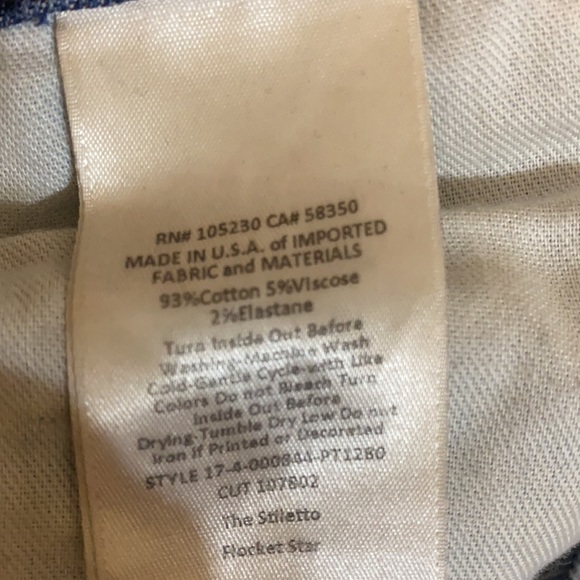 RN# 105230 CA# 58350
MADE IN U.S.A. of IMPORTED
FABRIC and MATERIALS
93%Cotton 5%Viscose
2%Elastane
Turn Inside Out Before
Washing-Machine Wash
Cold-Gentle Cycle-with Like
Colors Do not Bleach Turn
Inside Out Before
Drying-Tumble Dry Low Do not
Iron if Printed or Decorated
STYLE 17-4-000844-PT1280
CUT 107802
The Stiletto
Rocket Star